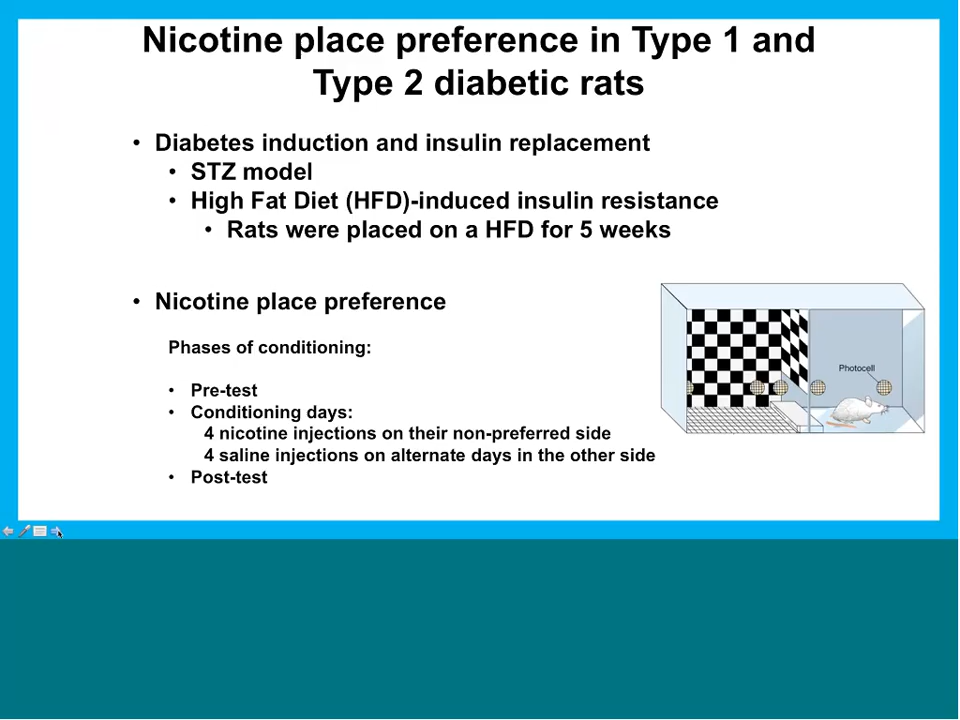 Nicotine place preference in Type 1 and
Type 2 diabetic rats
• Diabetes induction and insulin replacement
• STZ model
• High Fat Diet (HFD)-induced insulin resistance
• Rats were placed on a HFD for 5 weeks
• Nicotine place preference
Phases of conditioning:
• Pre-test
• Conditioning days:
4 nicotine injections on their non-preferred side
4 saline injections on alternate days in the other side
• Post-test
Photocell